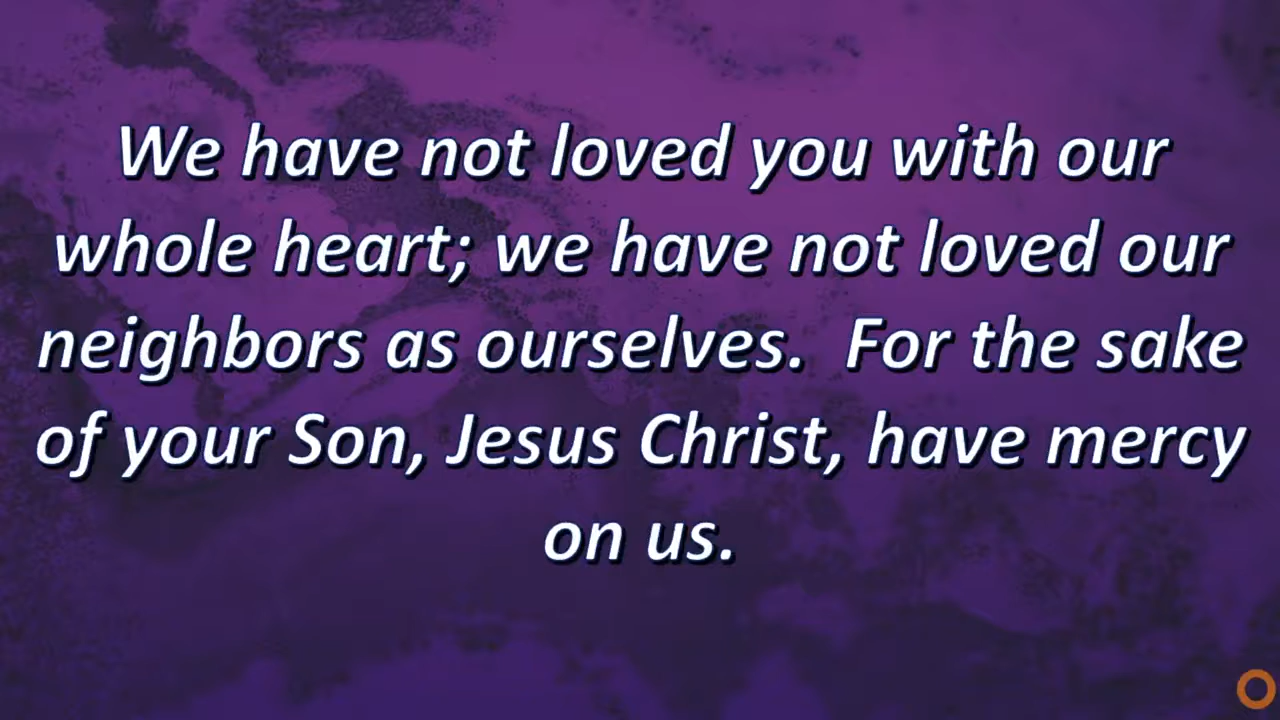 We have not loved you with our
whole heart; we have not loved our
neighbors as ourselves.  For the sake
of your Son, Jesus Christ, have mercy
on us.